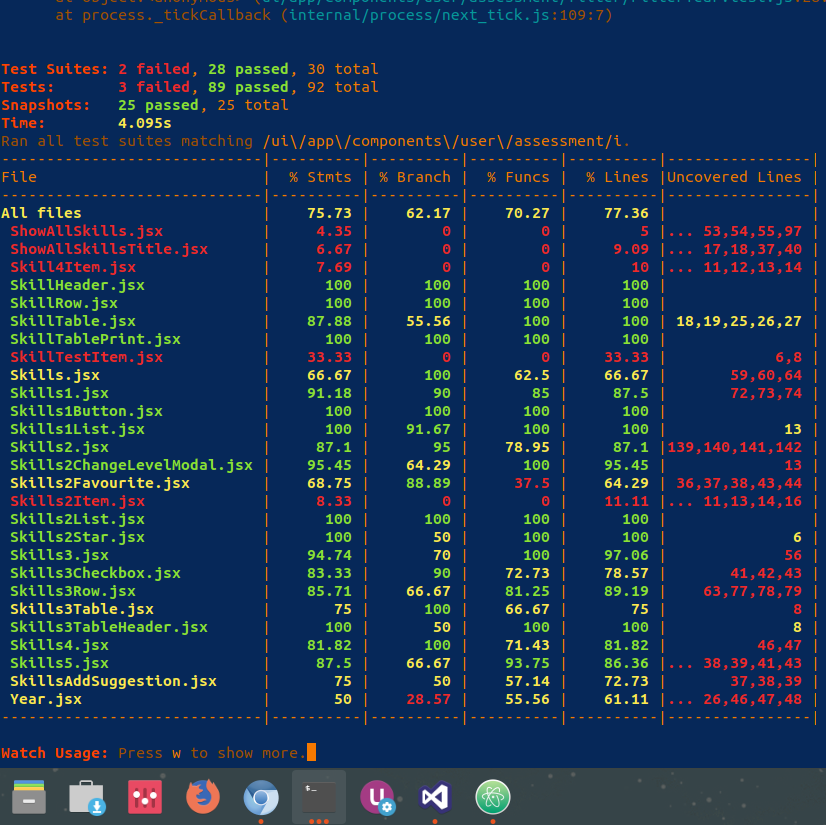 at process._tickCallback (internal/process/next_tick.js:109:7)
Test Suites: 2 failed, 28 passed, 30 total
Tests: 3 failed, 89 passed, 92 total
Snapshots: 25 passed, 25 total
Time: 4.095s
Ran all test suites matching /ui\/app\/components\/user\/assessment/i.
-----------------------------|----------|----------|----------|----------|----------------|
File | % Stmts | % Branch | % Funcs | % Lines |Uncovered Lines |
-----------------------------|----------|----------|----------|----------|----------------|
All files | 75.73 | 62.17 | 70.27 | 77.36 | |
ShowAllSkills.jsx | 4.35 | 0 | 0 | 5 |... 53,54,55,97 |
ShowAllSkillsTitle.jsx | 6.67 | 0 | 0 | 9.09 |... 17,18,37,40 |
Skill4Item.jsx | 7.69 | 0 | 0 | 10 |... 11,12,13,14 |
SkillHeader.jsx | 100 | 100 | 100 | 100 | |
SkillRow.jsx | 100 | 100 | 100 | 100 | |
SkillTable.jsx | 87.88 | 55.56 | 100 | 100 | 18,19,25,26,27 |
SkillTablePrint.jsx | 100 | 100 | 100 | 100 | |
SkillTestItem.jsx | 33.33 | 0 | 0 | 33.33 | 6,8 |
Skills.jsx | 66.67 | 100 | 62.5 | 66.67 | 59,60,64 |
Skills1.jsx | 91.18 | 90 | 85 | 87.5 | 72,73,74 |
Skills1Button.jsx | 100 | 100 | 100 | 100 | |
Skills1List.jsx | 100 | 91.67 | 100 | 100 | 13 |
Skills2.jsx | 87.1 | 95 | 78.95 | 87.1 |139,140,141,142 |
Skills2ChangeLevelModal.jsx | 95.45 | 64.29 | 100 | 95.45 | 13 |
Skills2Favourite.jsx | 68.75 | 88.89 | 37.5 | 64.29 | 36,37,38,43,44 |
Skills2Item.jsx | 8.33 | 0 | 0 | 11.11 |... 11,13,14,16 |
Skills2List.jsx | 100 | 100 | 100 | 100 | |
Skills2Star.jsx | 100 | 50 | 100 | 100 | 6 |
Skills3.jsx | 94.74 | 70 | 100 | 97.06 | 56 |
Skills3Checkbox.jsx | 83.33 | 90 | 72.73 | 78.57 | 41,42,43 |
Skills3Row.jsx | 85.71 | 66.67 | 81.25 | 89.19 | 63,77,78,79 |
Skills3Table.jsx | 75 | 100 | 66.67 | 75 | 8 |
Skills3TableHeader.jsx | 100 | 50 | 100 | 100 | 8 |
Skills4.jsx | 81.82 | 100 | 71.43 | 81.82 | 46,47 |
Skills5.jsx | 87.5 | 66.67 | 93.75 | 86.36 |... 38,39,41,43 |
SkillsAddSuggestion.jsx | 75 | 50 | 57.14 | 72.73 | 37,38,39 |
Year.jsx | 50 | 28.57 | 55.56 | 61.11 |... 26,46,47,48 |
-----------------------------|----------|----------|----------|----------|----------------|
Watch Usage: Press w to show more.